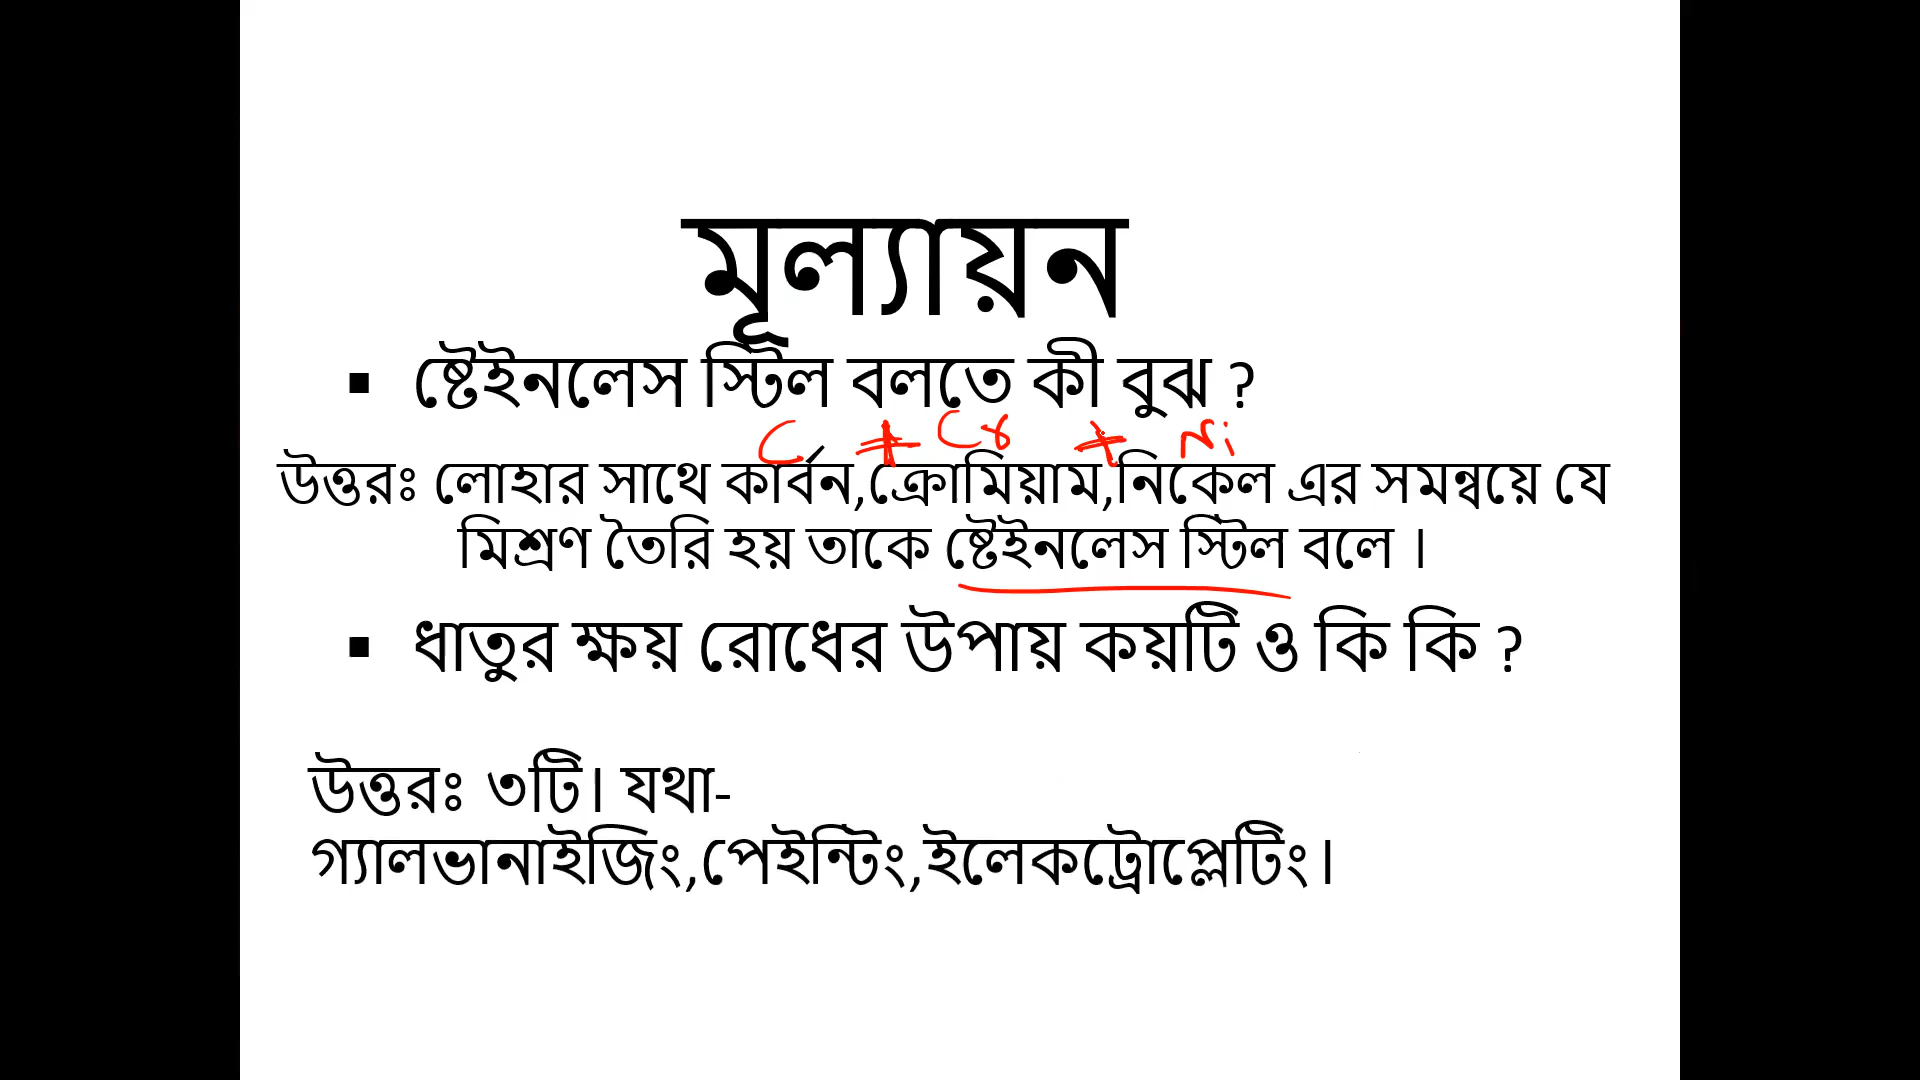 মূল্যায়ন
▪ ষ্টেইনলেস স্টিল বলতে কী বুঝ ?
C + Cr + Ni
উত্তরঃ লোহার সাথে কার্বন,ক্রোমিয়াম,নিকেল এর সমন্বয়ে যে
মিশ্রণ তৈরি হয় তাকে ষ্টেইনলেস স্টিল বলে ।
▪ ধাতুর ক্ষয় রোধের উপায় কয়টি ও কি কি ?
উত্তরঃ ৩টি। যথা-
গ্যালভানাইজিং,পেইন্টিং,ইলেকট্রোপ্লেটিং।